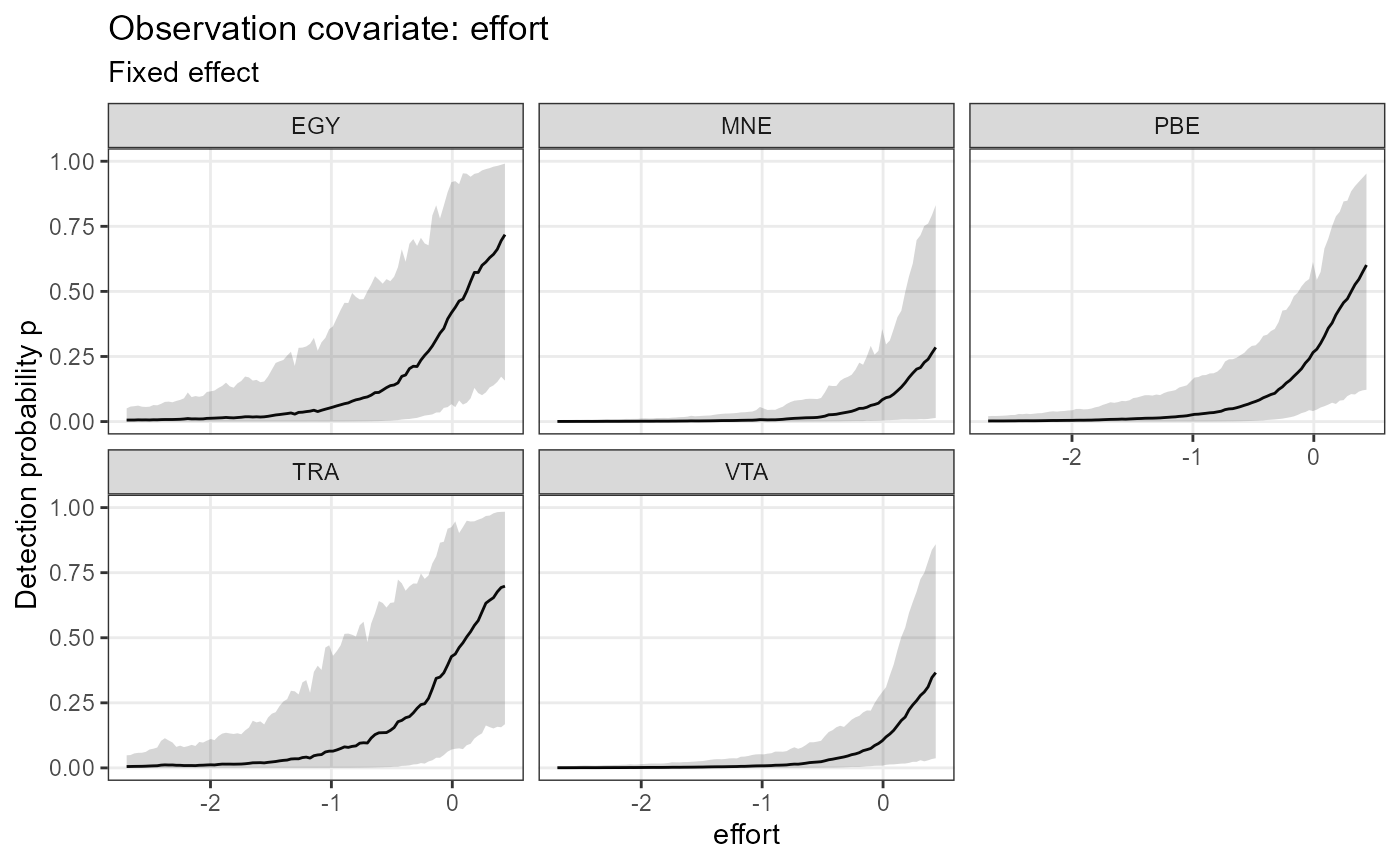 Observation covariate: effort
Fixed effect
EGY
MNE
PBE
1.00
0.75
0.50
0.25
0.00
-2
-1
0
TRA
VTA
1.00
0.75
0.50
0.25
0.00
-2
-1
0
-2
-1
0
Detection probability p
effort